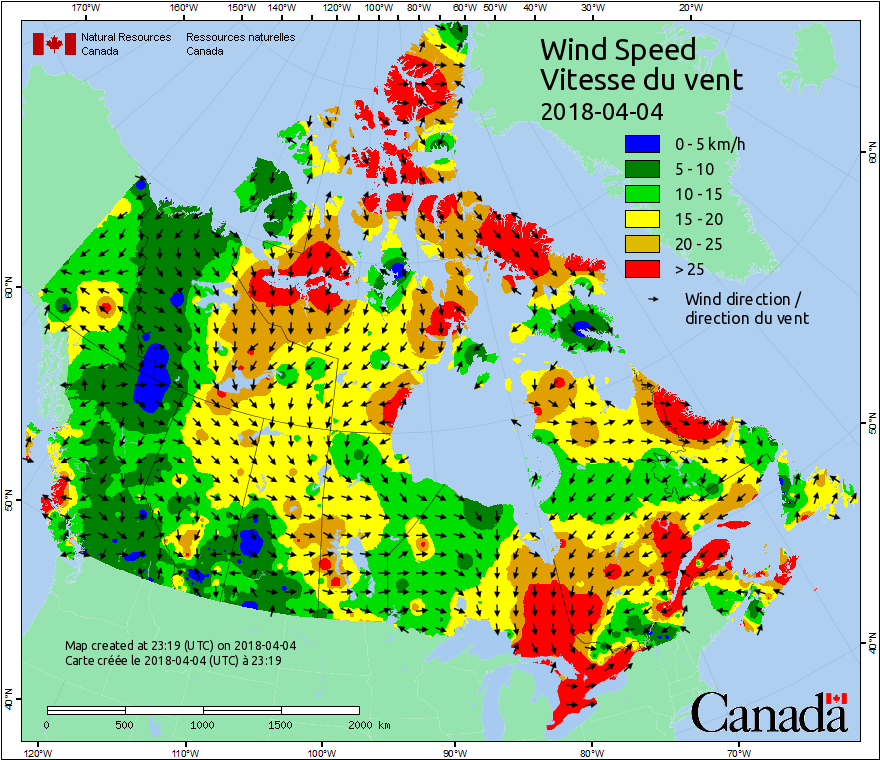 170°W 160°W 150°W 140°W 120°W 100°W 80°W 60°W 50°W 40°W 30°W 20°W
Natural Resources Ressources naturelles
Canada Canada
Wind Speed
Vitesse du vent
2018-04-04
0 - 5 km/h
5 - 10
10 - 15
15 - 20
20 - 25
> 25
Wind direction /
direction du vent
60°N
60°N
50°N
50°N
40°N
40°N
Map created at 23:19 (UTC) on 2018-04-04
Carte créée le 2018-04-04 (UTC) à 23:19
0 500 1000 1500 2000 km
Canada
120°W 110°W 100°W 90°W 80°W 70°W